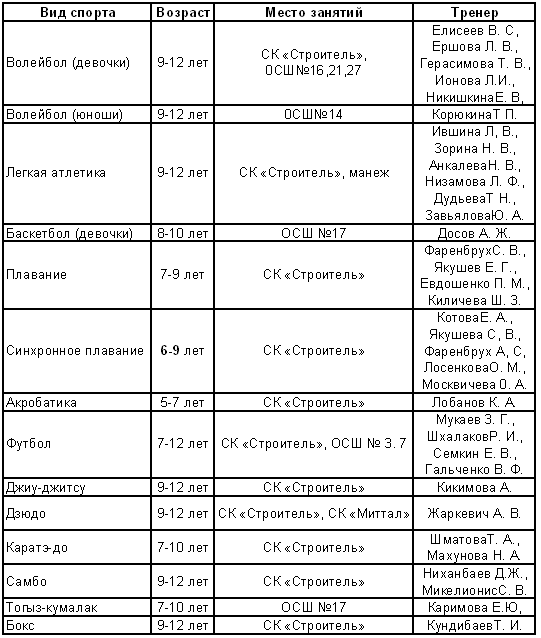 Вид спорта Возраст Место занятий Тренер
Волейбол (девочки) 9-12 лет СК «Строитель», 0СШ№16,21,27 Елисеев В. С,
Ершова Л. В.,
Герасимова Т. В.,
Ионова Л.И.,
НикишкинаЕ. В,
Волейбол (юноши) 9-12 лет 0СШ№14 КорюкинаТ П.
Легкая атлетика 9-12 лет СК «Строитель», манеж Ившина Л, В.,
Зорина Н. В.,
АнкалеваН. В.,
Низамова Л. Ф.,
ДудьеваТ Н.,
ЗавьяловаЮ. А.
Баскетбол (девочки) 8-10 лет ОСШ №17 Досов А. Ж.
Плавание 7-9 лет СК «Строитель» ФаренбрухС. В.,
Якушев Е. Г.,
Евдошенко П. М.,
Киличева Ш. З.
Синхронное плавание 6-9 лет СК «Строитель» КотоваЕ. А.,
Якушева С, В.,
Фаренбрух А, С,
ЛосенковаО. М.,
Москвичева 0. А.
Акробатика 5-7 лет СК «Строитель» Лобанов К. А.
Футбол 7-12 лет СК «Строитель», ОСШ № 3. 7 Мукаев З. Г.,
ШхалаковР. И.,
Семкин Е. В.,
Гальченко В. Ф.
Джиу-джитсу 9-12 лет СК «Строитель» Кикимова А.
Дзюдо 9-12 лет СК «Строитель», СК «Миттал» Жаркевич А. В.
Каратэ-до 7-10 лет СК «Строитель» ШматоваТ. А.,
Махунова Н. А.
Самбо 9-12 лет СК «Строитель» Ниханбаев Д.Ж.,
МикелионисС. В.
Тогыз-кумалак 7-10 лет ОСШ №17 Каримова Е.Ю,
Бокс 9-12 лет СК «Строитель» КундибаевТ. И.